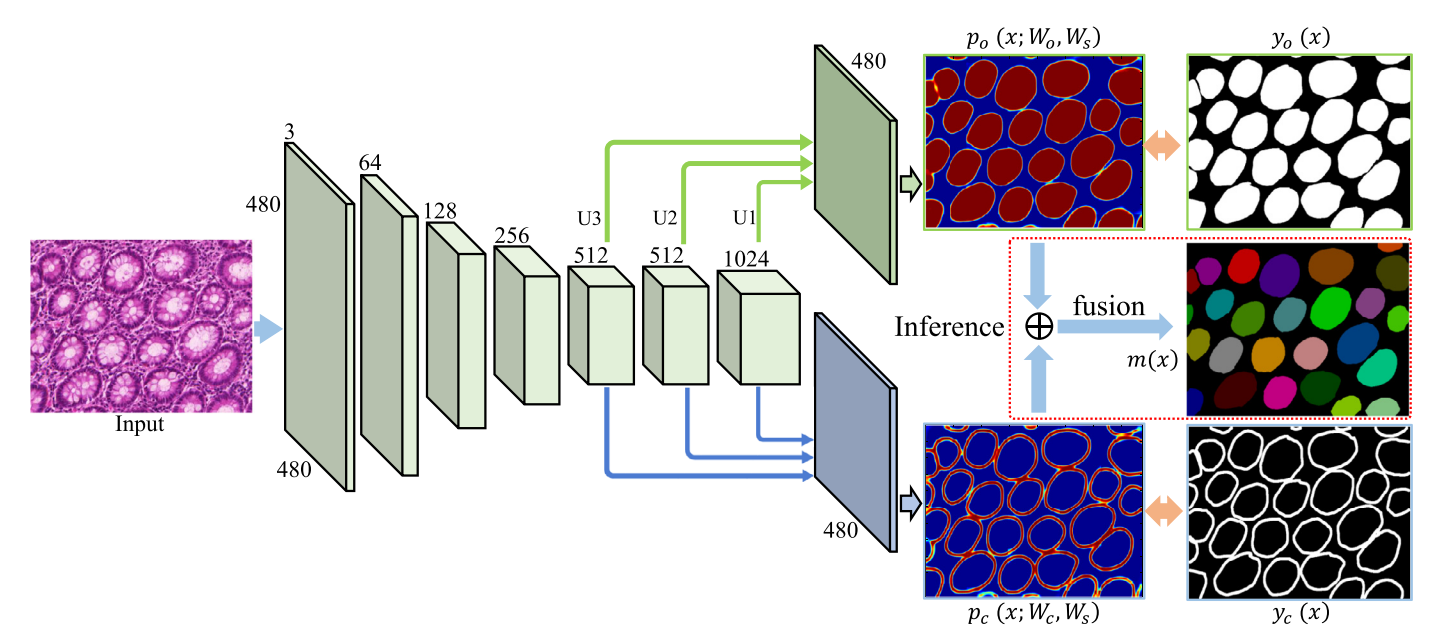 p_o (x; W_o, W_s)
y_o (x)
480
3
64
480
128
256
U3
U2
U1
512
512
1024
fusion
Inference
m(x)
Input
480
480
p_c (x; W_c, W_s)
y_c (x)